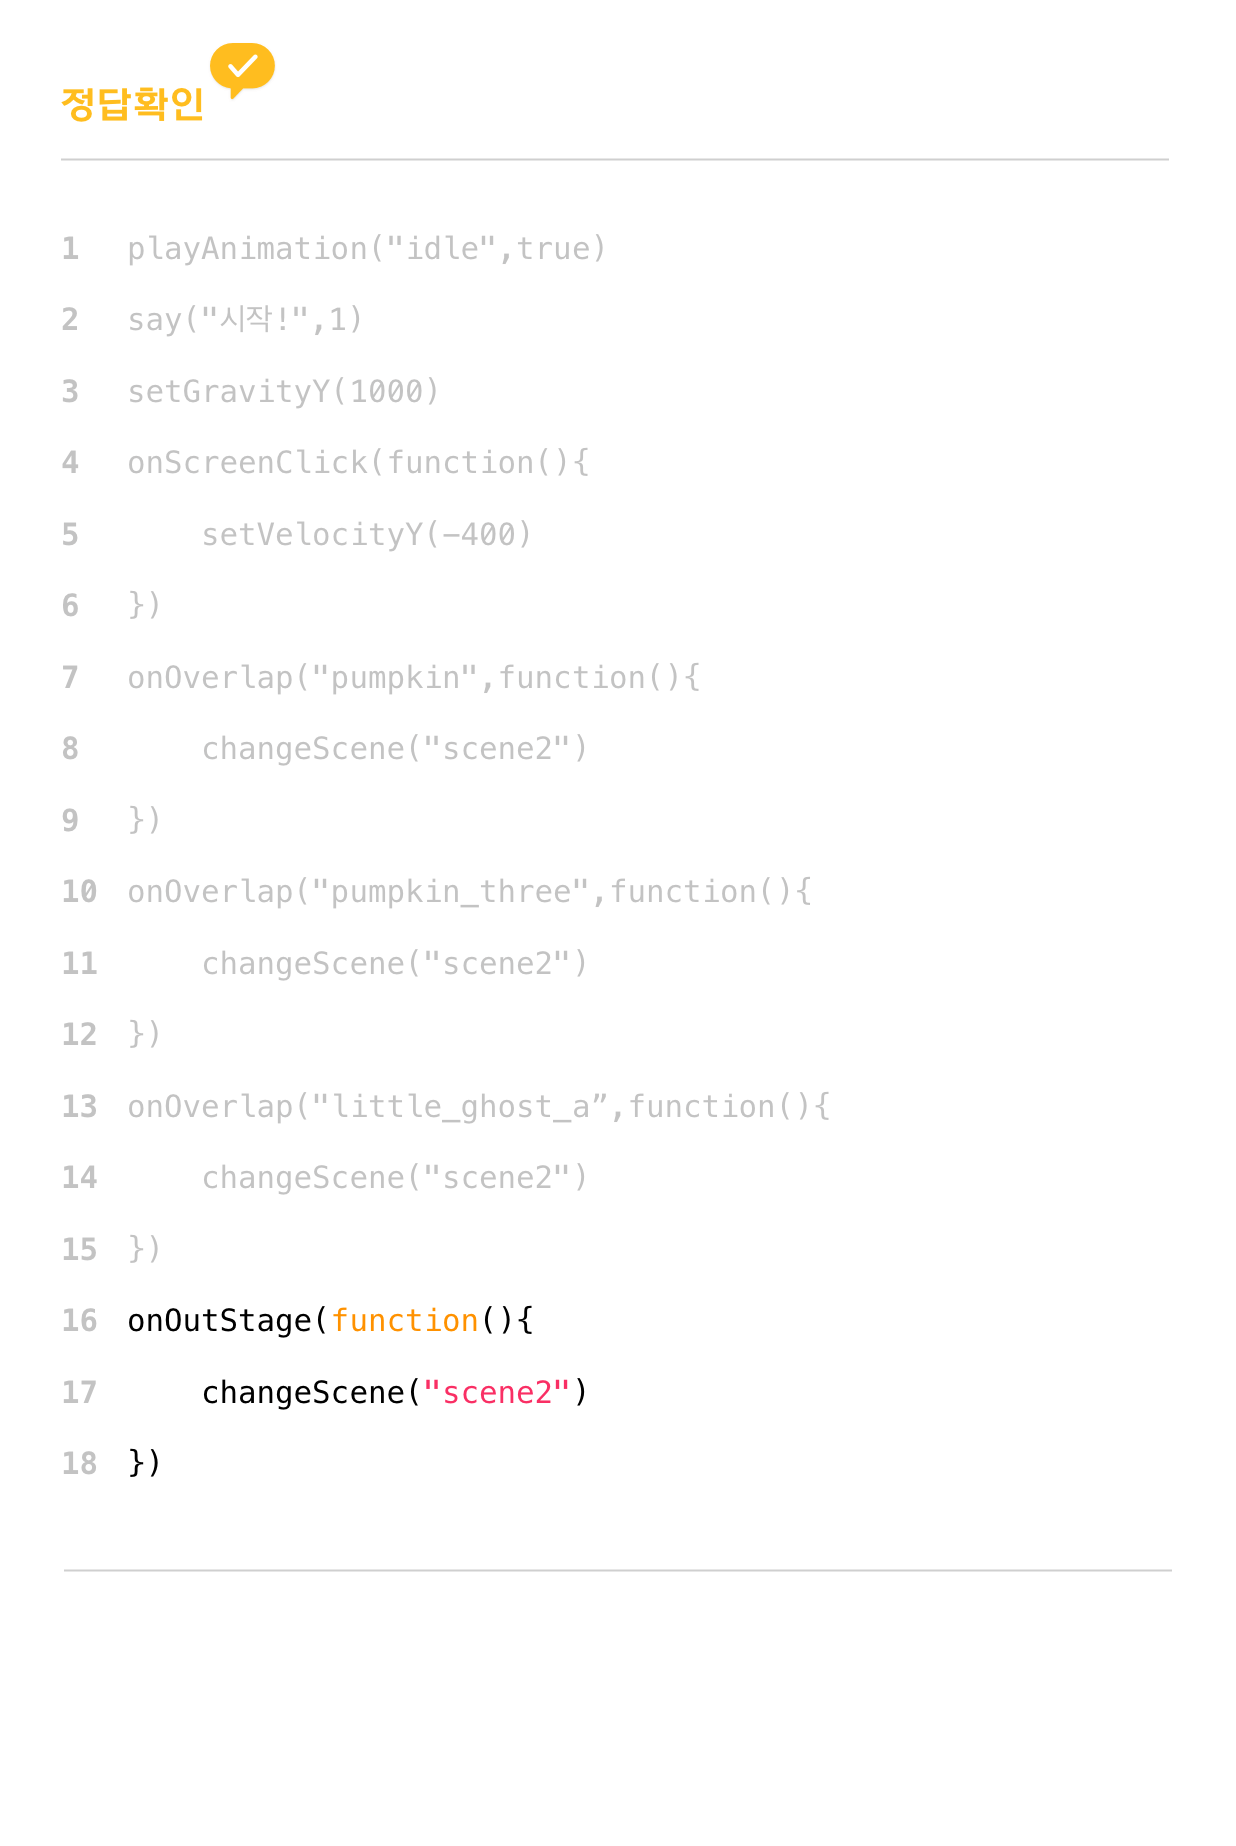 정답확인
1 playAnimation("idle",true)
2 say("시작!",1)
3 setGravityY(1000)
4 onScreenClick(function(){
5     setVelocityY(-400)
6 })
7 onOverlap("pumpkin",function(){
8     changeScene("scene2")
9 })
10 onOverlap("pumpkin_three",function(){
11     changeScene("scene2")
12 })
13 onOverlap("little_ghost_a”,function(){
14     changeScene("scene2")
15 })
16 onOutStage(function(){
17     changeScene("scene2")
18 })